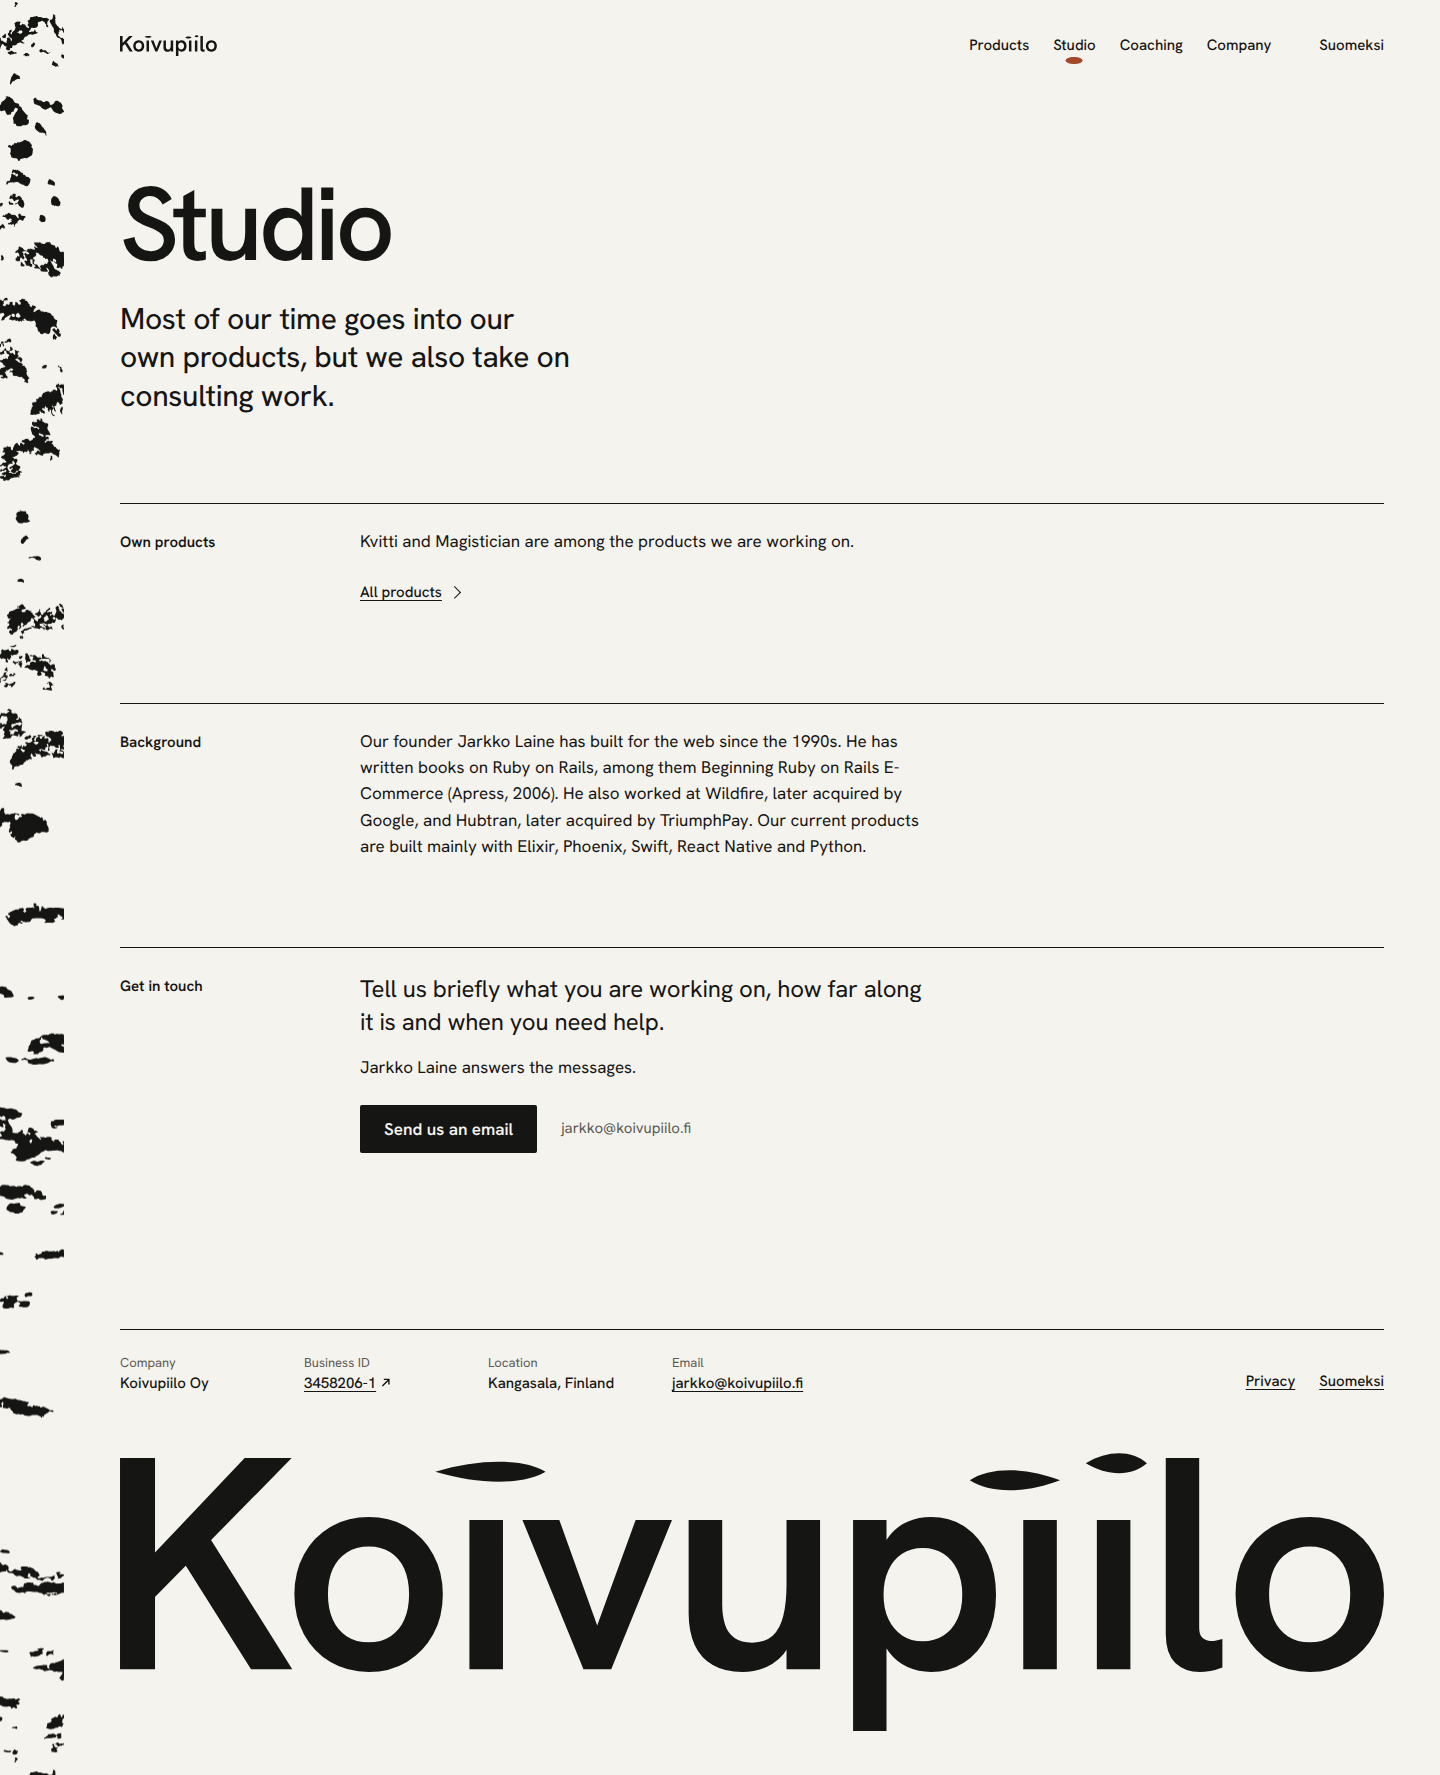 Koivupiilo
Products Studio Coaching Company Suomeksi
Studio
Most of our time goes into our
own products, but we also take on
consulting work.
Own products
Kvitti and Magistician are among the products we are working on.
All products
Background
Our founder Jarkko Laine has built for the web since the 1990s. He has
written books on Ruby on Rails, among them Beginning Ruby on Rails E-
Commerce (Apress, 2006). He also worked at Wildfire, later acquired by
Google, and Hubtran, later acquired by TriumphPay. Our current products
are built mainly with Elixir, Phoenix, Swift, React Native and Python.
Get in touch
Tell us briefly what you are working on, how far along
it is and when you need help.
Jarkko Laine answers the messages.
Send us an email jarkko@koivupiilo.fi
Company Business ID Location Email
Koivupiilo Oy 3458206-1 Kangasala, Finland jarkko@koivupiilo.fi Privacy Suomeksi
Koivupiilo